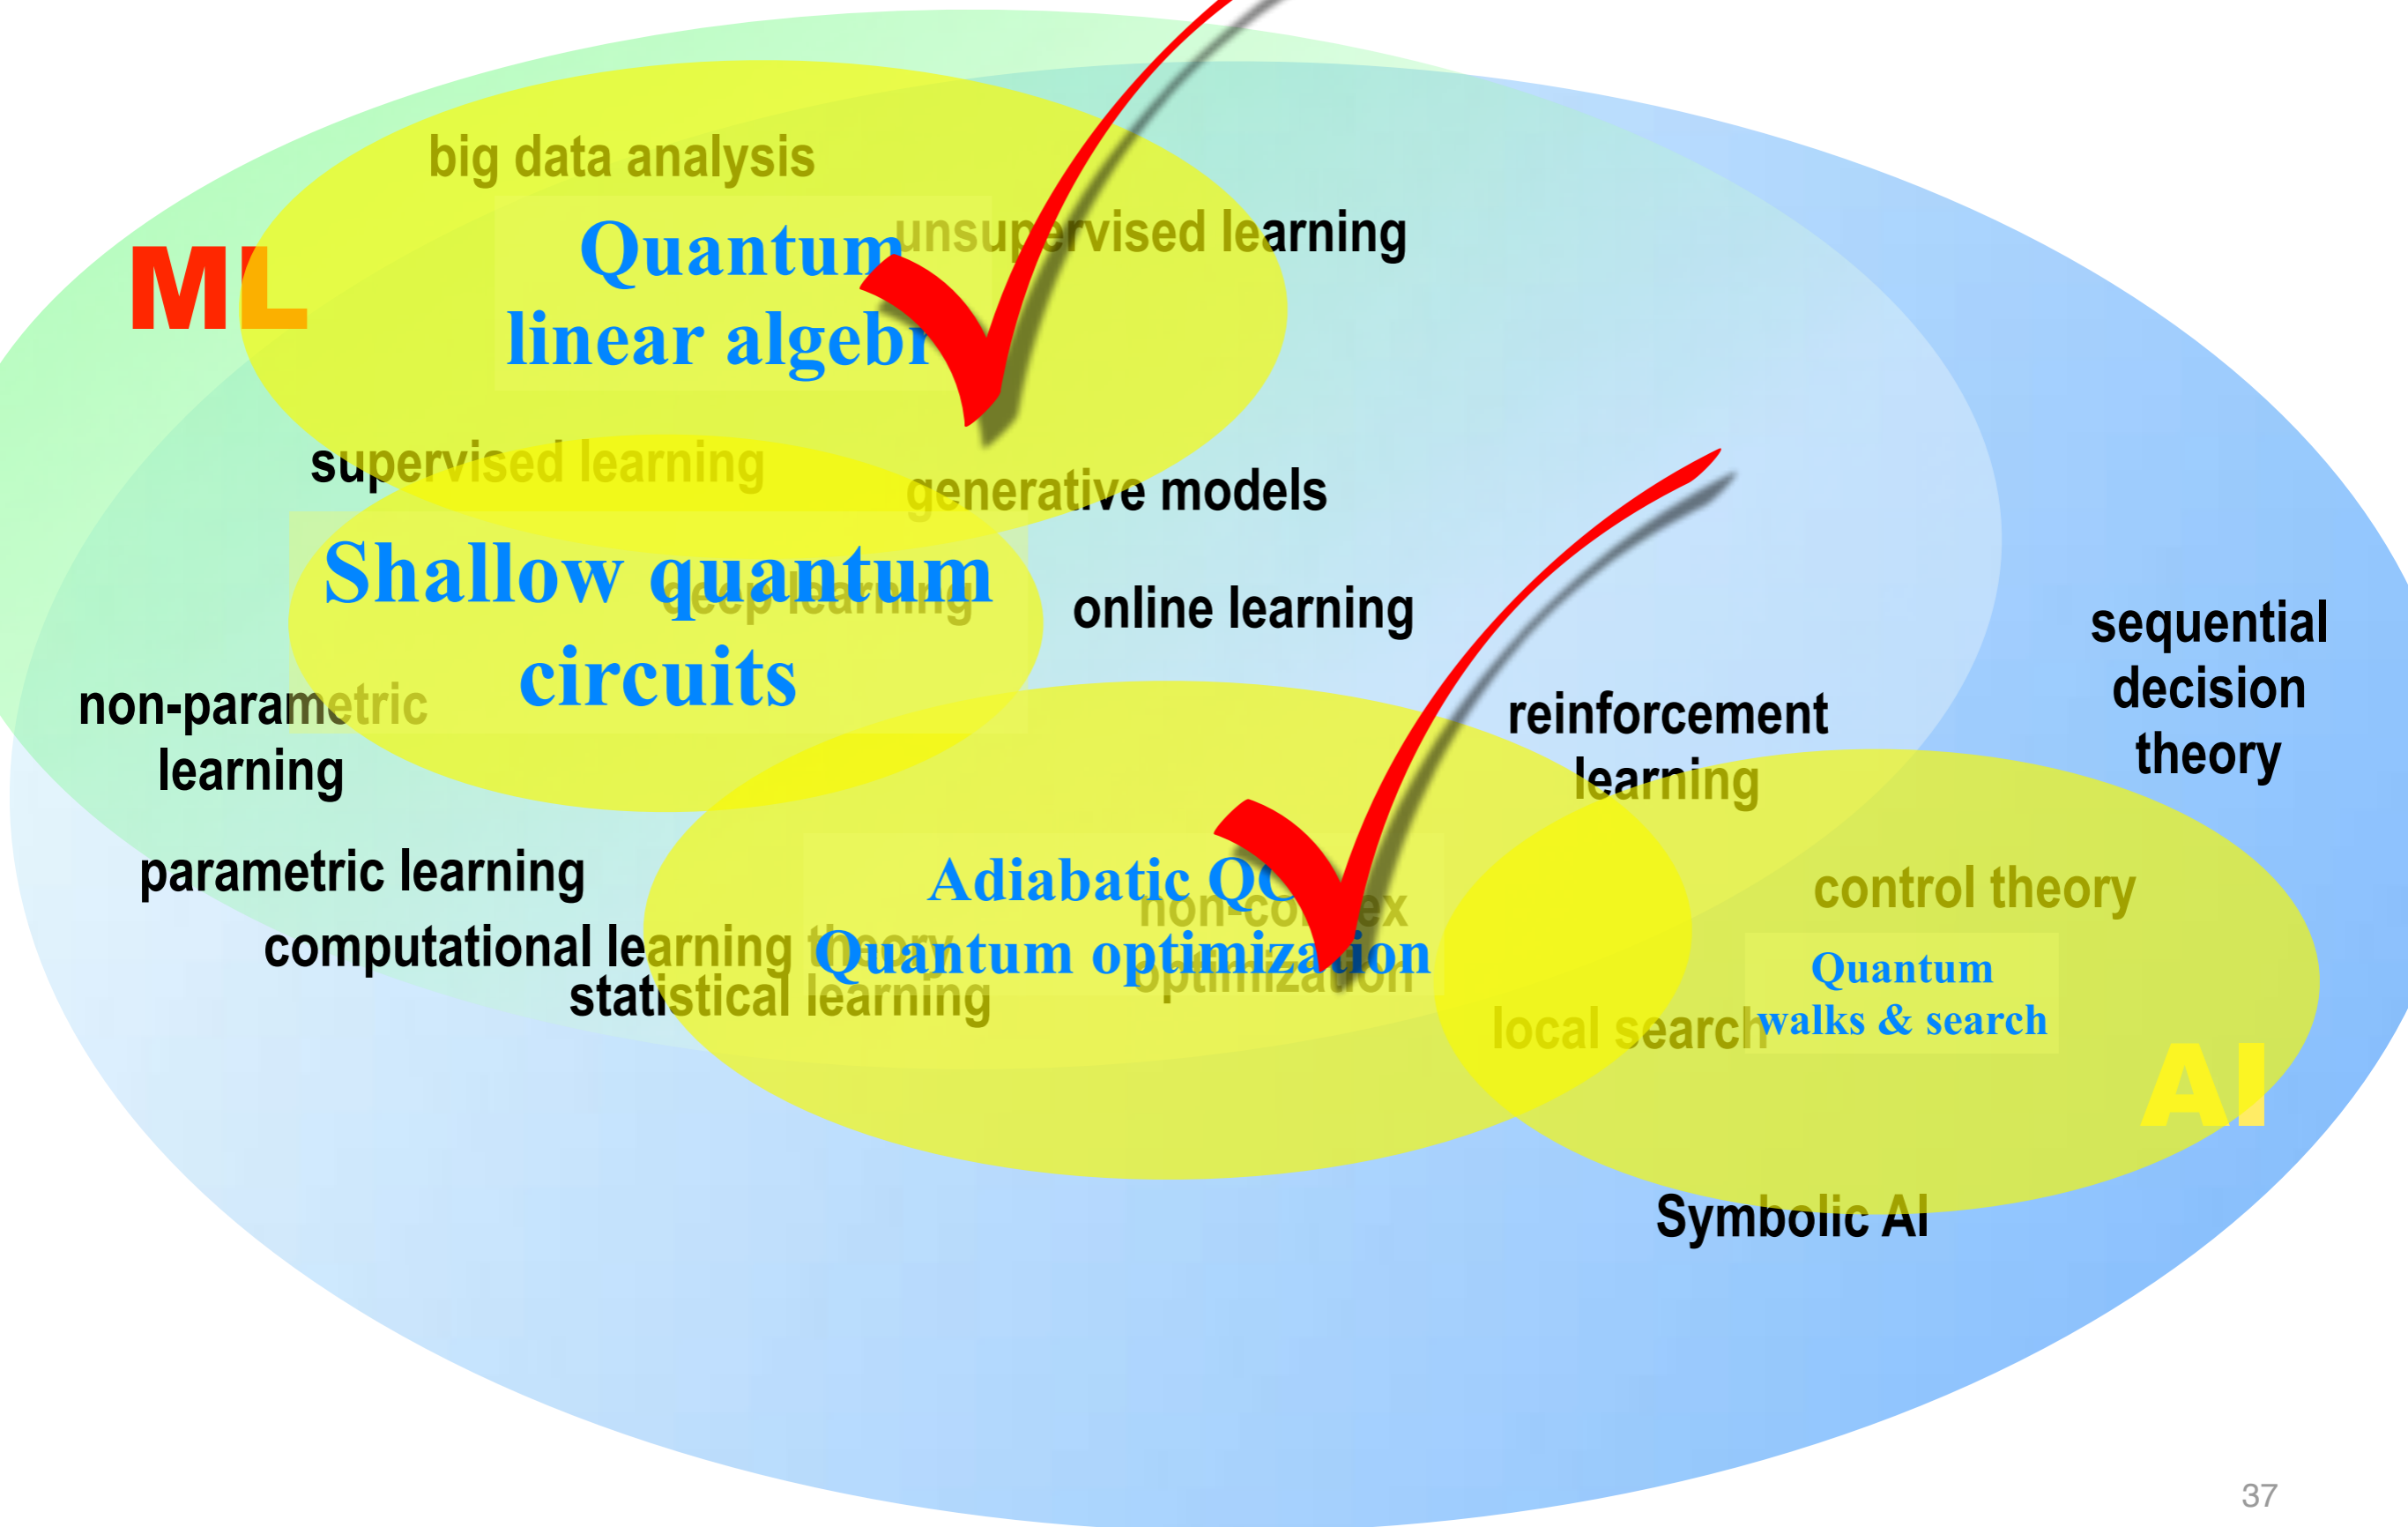 big data analysis
unsupervised learning
ML
Quantum
linear algebr
supervised learning
generative models
Shallow quantum
circuits
deep learning
online learning
sequential
decision
theory
non-parametric
learning
reinforcement
learning
parametric learning
Adiabatic QC
Quantum optimization
non-convex
optimization
control theory
computational learning theory
statistical learning
Quantum
walks & search
local search
AI
Symbolic AI
37